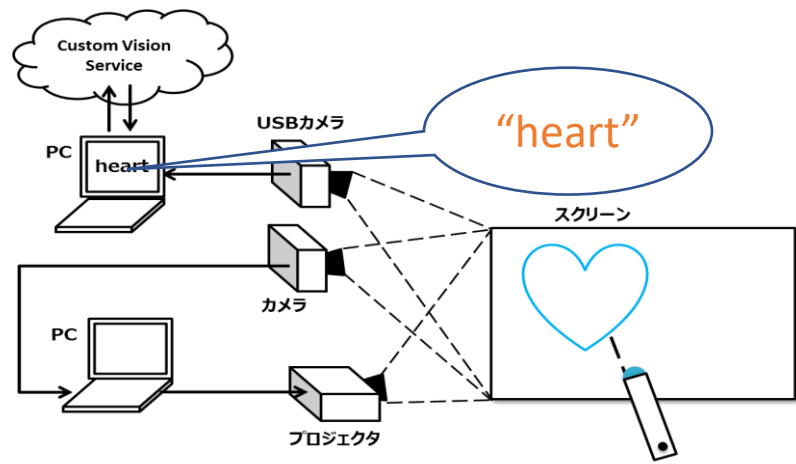 Custom Vision
Service
USBカメラ
"heart"
PC
heart
スクリーン
カメラ
PC
プロジェクタ